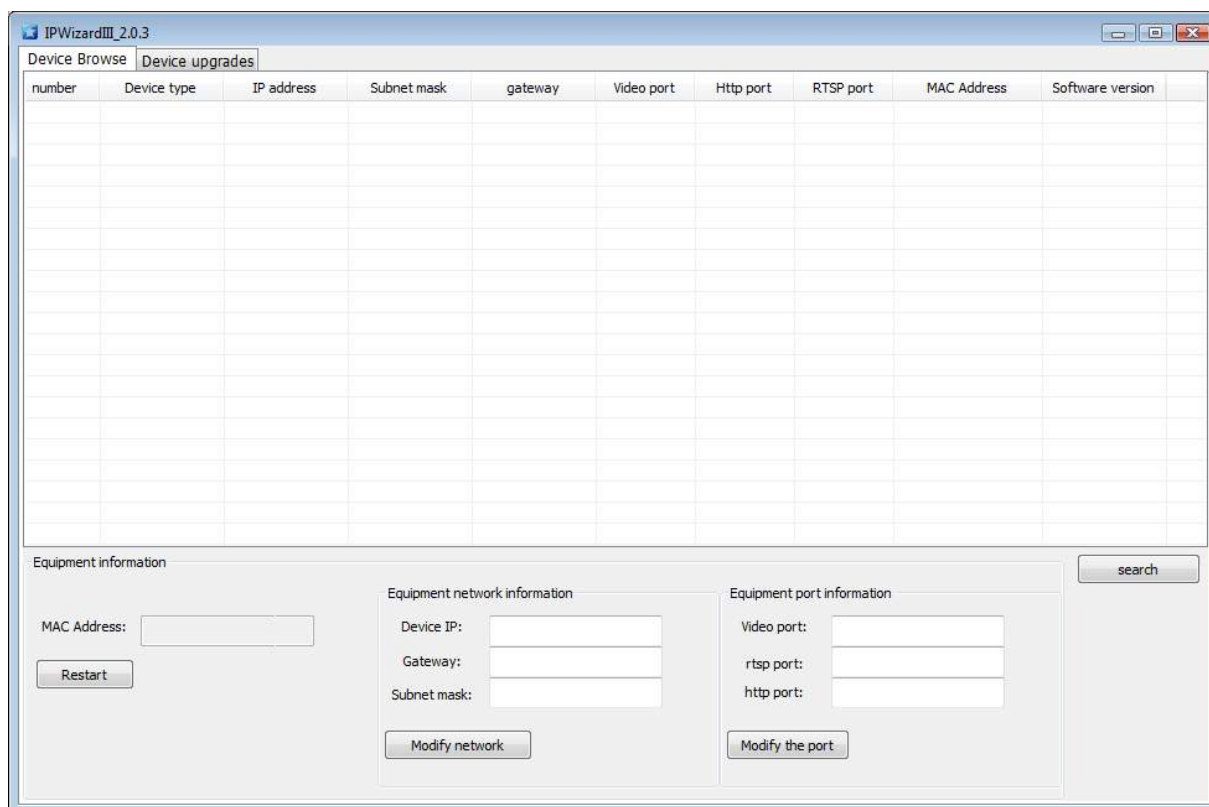 IPWizardIII_2.0.3
Device Browse Device upgrades
number Device type IP address Subnet mask gateway Video port Http port RTSP port MAC Address Software version
Equipment information
search
Equipment network information Equipment port information
MAC Address: Device IP: Video port:
Gateway: rtsp port:
Restart
Subnet mask: http port:
Modify network Modify the port